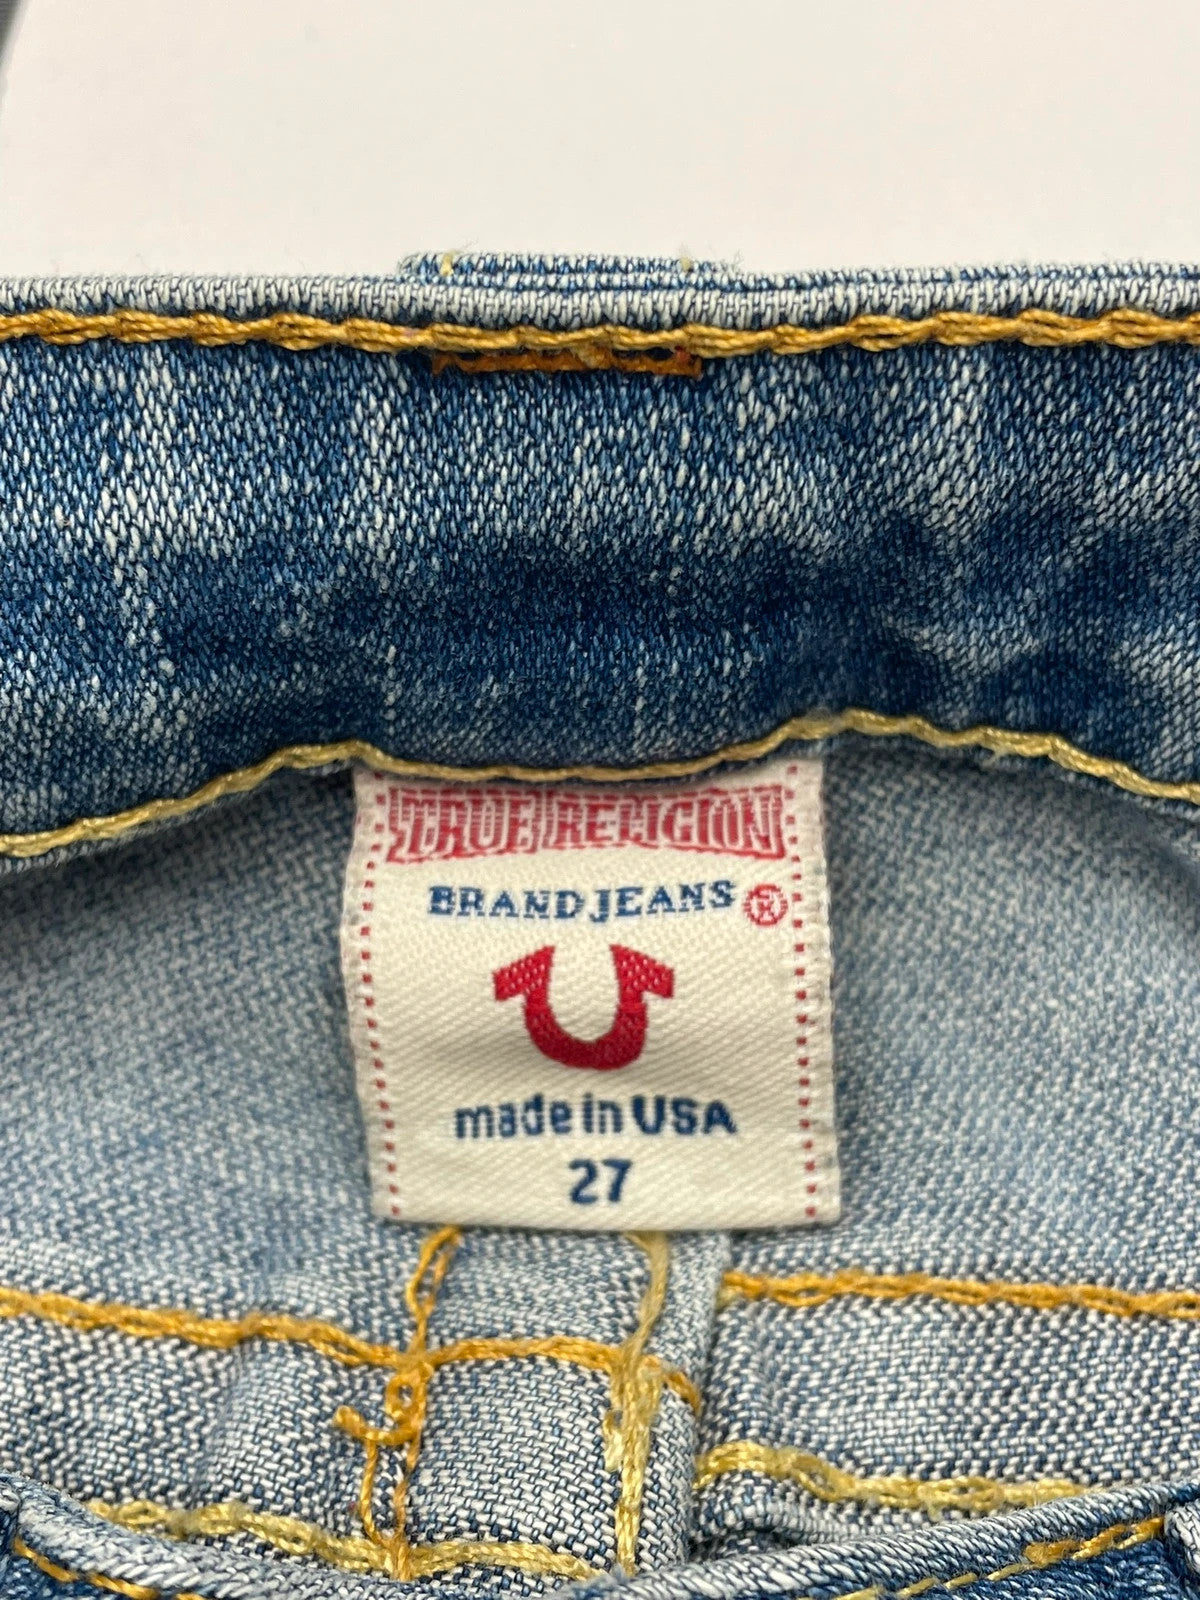 TRUE RELIGION
BRAND JEANS ®
made in USA
27